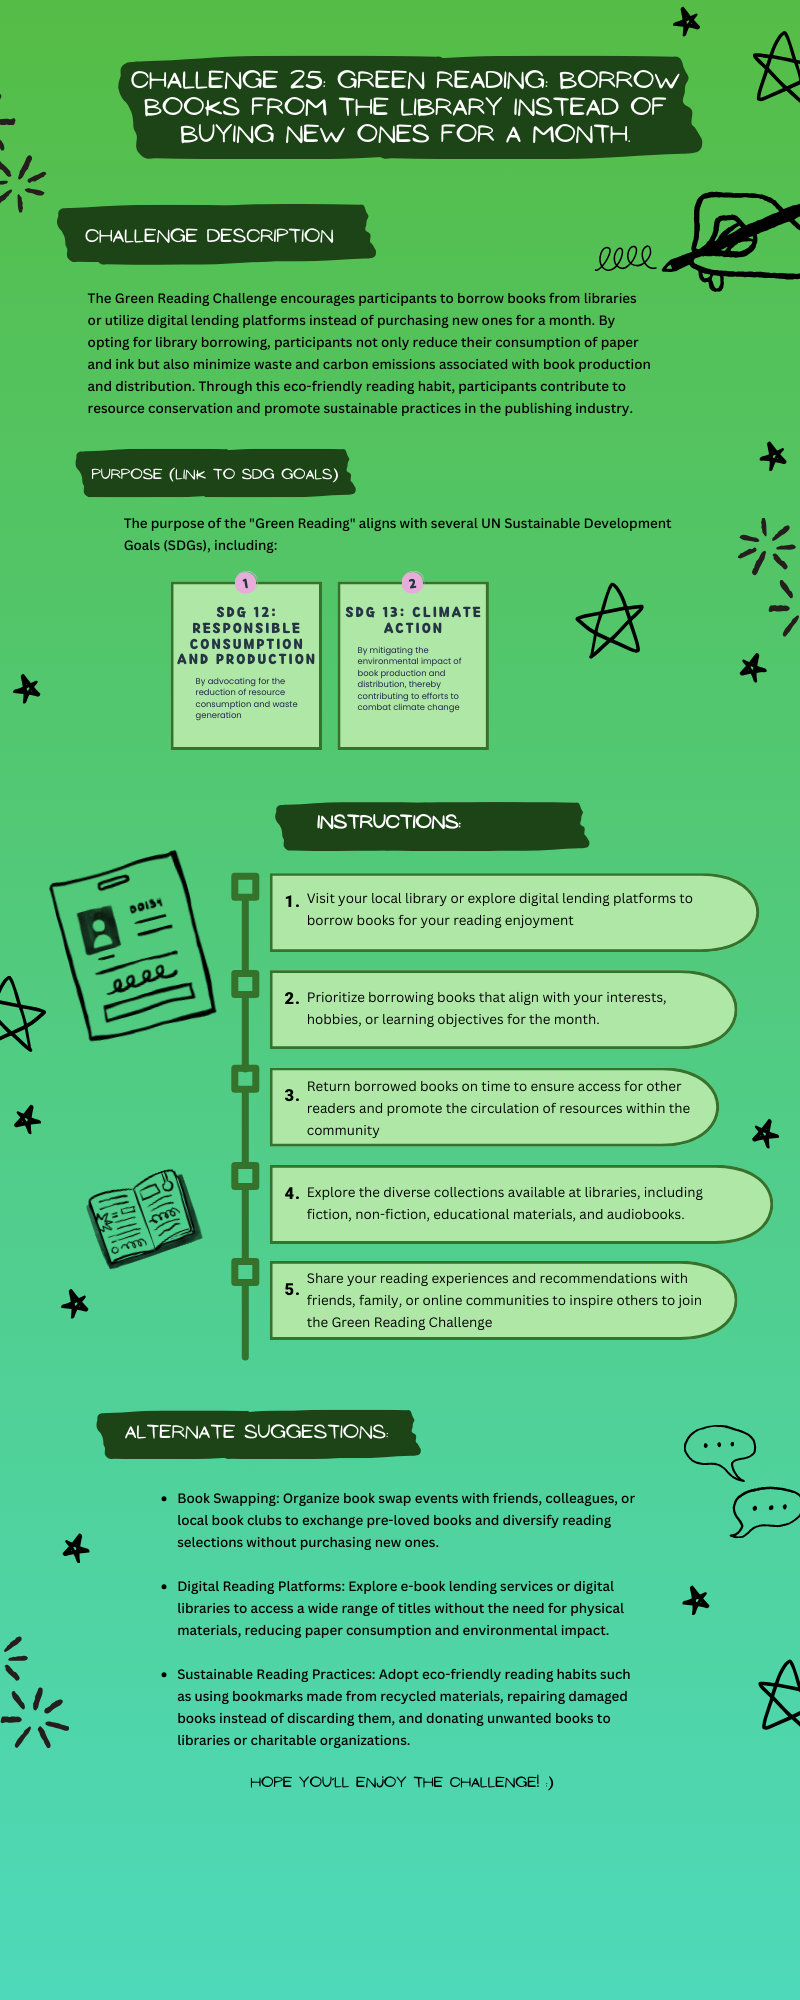 CHALLENGE 25: GREEN READING: BORROW
BOOKS FROM THE LIBRARY INSTEAD OF
BUYING NEW ONES FOR A MONTH.
CHALLENGE DESCRIPTION
The Green Reading Challenge encourages participants to borrow books from libraries
or utilize digital lending platforms instead of purchasing new ones for a month. By
opting for library borrowing, participants not only reduce their consumption of paper
and ink but also minimize waste and carbon emissions associated with book production
and distribution. Through this eco-friendly reading habit, participants contribute to
resource conservation and promote sustainable practices in the publishing industry.
PURPOSE (LINK TO SDG GOALS)
The purpose of the "Green Reading" aligns with several UN Sustainable Development
Goals (SDGs), including:
1
SDG 12:
RESPONSIBLE
CONSUMPTION
AND PRODUCTION
By advocating for the
reduction of resource
consumption and waste
generation
2
SDG 13: CLIMATE
ACTION
By mitigating the
environmental impact of
book production and
distribution, thereby
contributing to efforts to
combat climate change
INSTRUCTIONS:
1. Visit your local library or explore digital lending platforms to
borrow books for your reading enjoyment
2. Prioritize borrowing books that align with your interests,
hobbies, or learning objectives for the month.
3. Return borrowed books on time to ensure access for other
readers and promote the circulation of resources within the
community
4. Explore the diverse collections available at libraries, including
fiction, non-fiction, educational materials, and audiobooks.
5. Share your reading experiences and recommendations with
friends, family, or online communities to inspire others to join
the Green Reading Challenge
ALTERNATE SUGGESTIONS:
• Book Swapping: Organize book swap events with friends, colleagues, or
local book clubs to exchange pre-loved books and diversify reading
selections without purchasing new ones.
• Digital Reading Platforms: Explore e-book lending services or digital
libraries to access a wide range of titles without the need for physical
materials, reducing paper consumption and environmental impact.
• Sustainable Reading Practices: Adopt eco-friendly reading habits such
as using bookmarks made from recycled materials, repairing damaged
books instead of discarding them, and donating unwanted books to
libraries or charitable organizations.
HOPE YOU'LL ENJOY THE CHALLENGE! :)